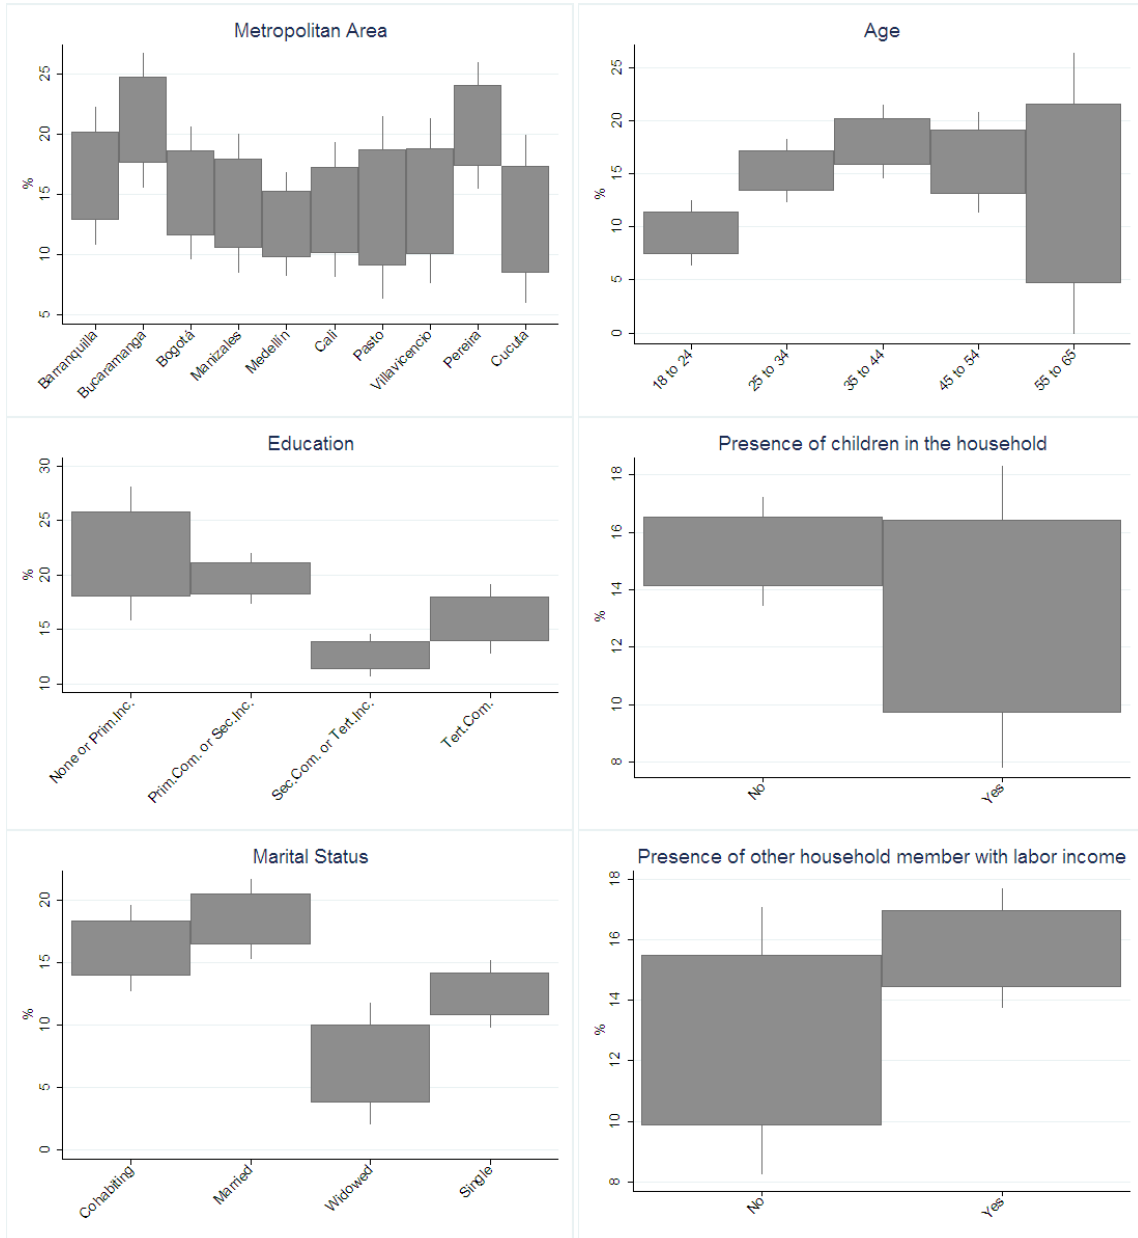 Metropolitan Area
%
25
20
15
10
5
Barranquilla
Bucaramanga
Bogotá
Manizales
Medellín
Cali
Pasto
Villavicencio
Pereira
Cucuta
Age
%
25
20
15
10
5
0
18 to 24
25 to 34
35 to 44
45 to 54
55 to 65
Education
%
30
25
20
15
10
None or Prim.Inc.
Prim.Com. or Sec.Inc.
Sec.Com. or Tert.Inc.
Tert.Com.
Presence of children in the household
%
18
16
14
12
10
8
No
Yes
Marital Status
%
20
15
10
5
0
Cohabiting
Married
Widowed
Single
Presence of other household member with labor income
%
18
16
14
12
10
8
No
Yes